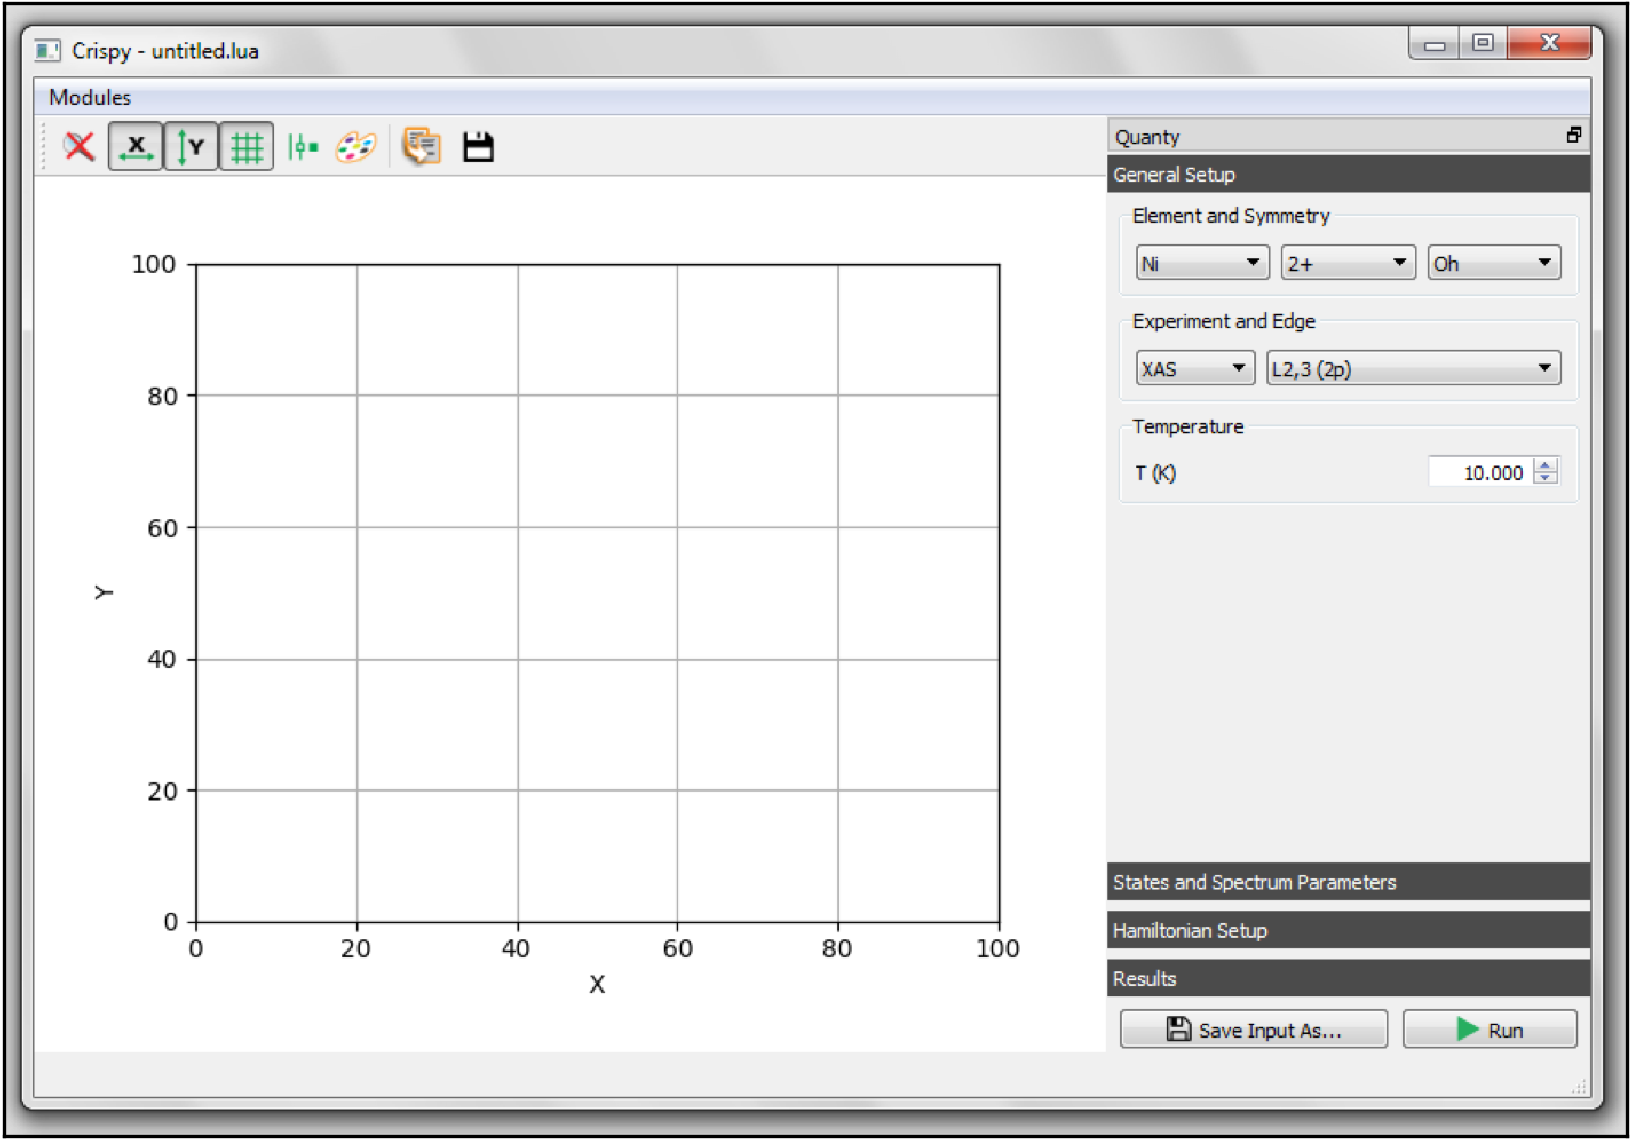 Crispy - untitled.lua
Modules
X Y
Quanty
General Setup
Element and Symmetry
Ni 2+ Oh
Experiment and Edge
XAS L2,3 (2p)
Temperature
T (K) 10.000
100
80
60
40
20
0
Y
0 20 40 60 80 100
X
States and Spectrum Parameters
Hamiltonian Setup
Results
Save Input As... Run